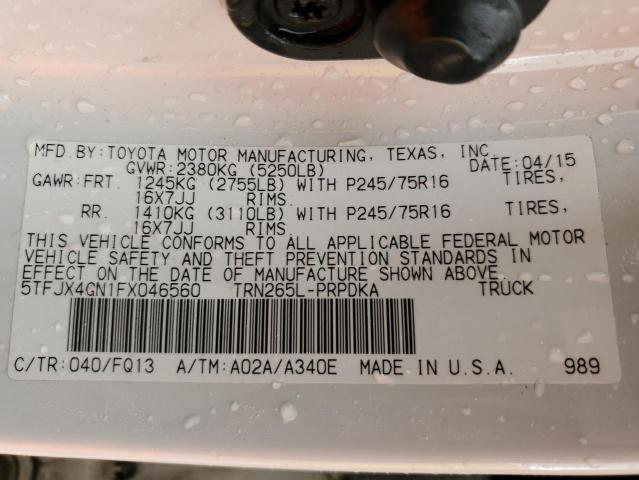 MFD.BY:TOYOTA MOTOR MANUFACTURING, TEXAS, INC.
GVWR:2380KG (5250LB) DATE:04/15
GAWR:FRT. 1245KG (2755LB) WITH P245/75R16 TIRES,
16X7JJ RIMS.
RR. 1410KG (3110LB) WITH P245/75R16 TIRES,
16X7JJ RIMS.
THIS VEHICLE CONFORMS TO ALL APPLICABLE FEDERAL MOTOR
VEHICLE SAFETY AND THEFT PREVENTION STANDARDS IN
EFFECT ON THE DATE OF MANUFACTURE SHOWN ABOVE.
5TFJX4GN1FX046560 TRN265L-PRPDKA TRUCK
C/TR:040/FQ13 A/TM:A02A/A340E MADE IN U.S.A. 989